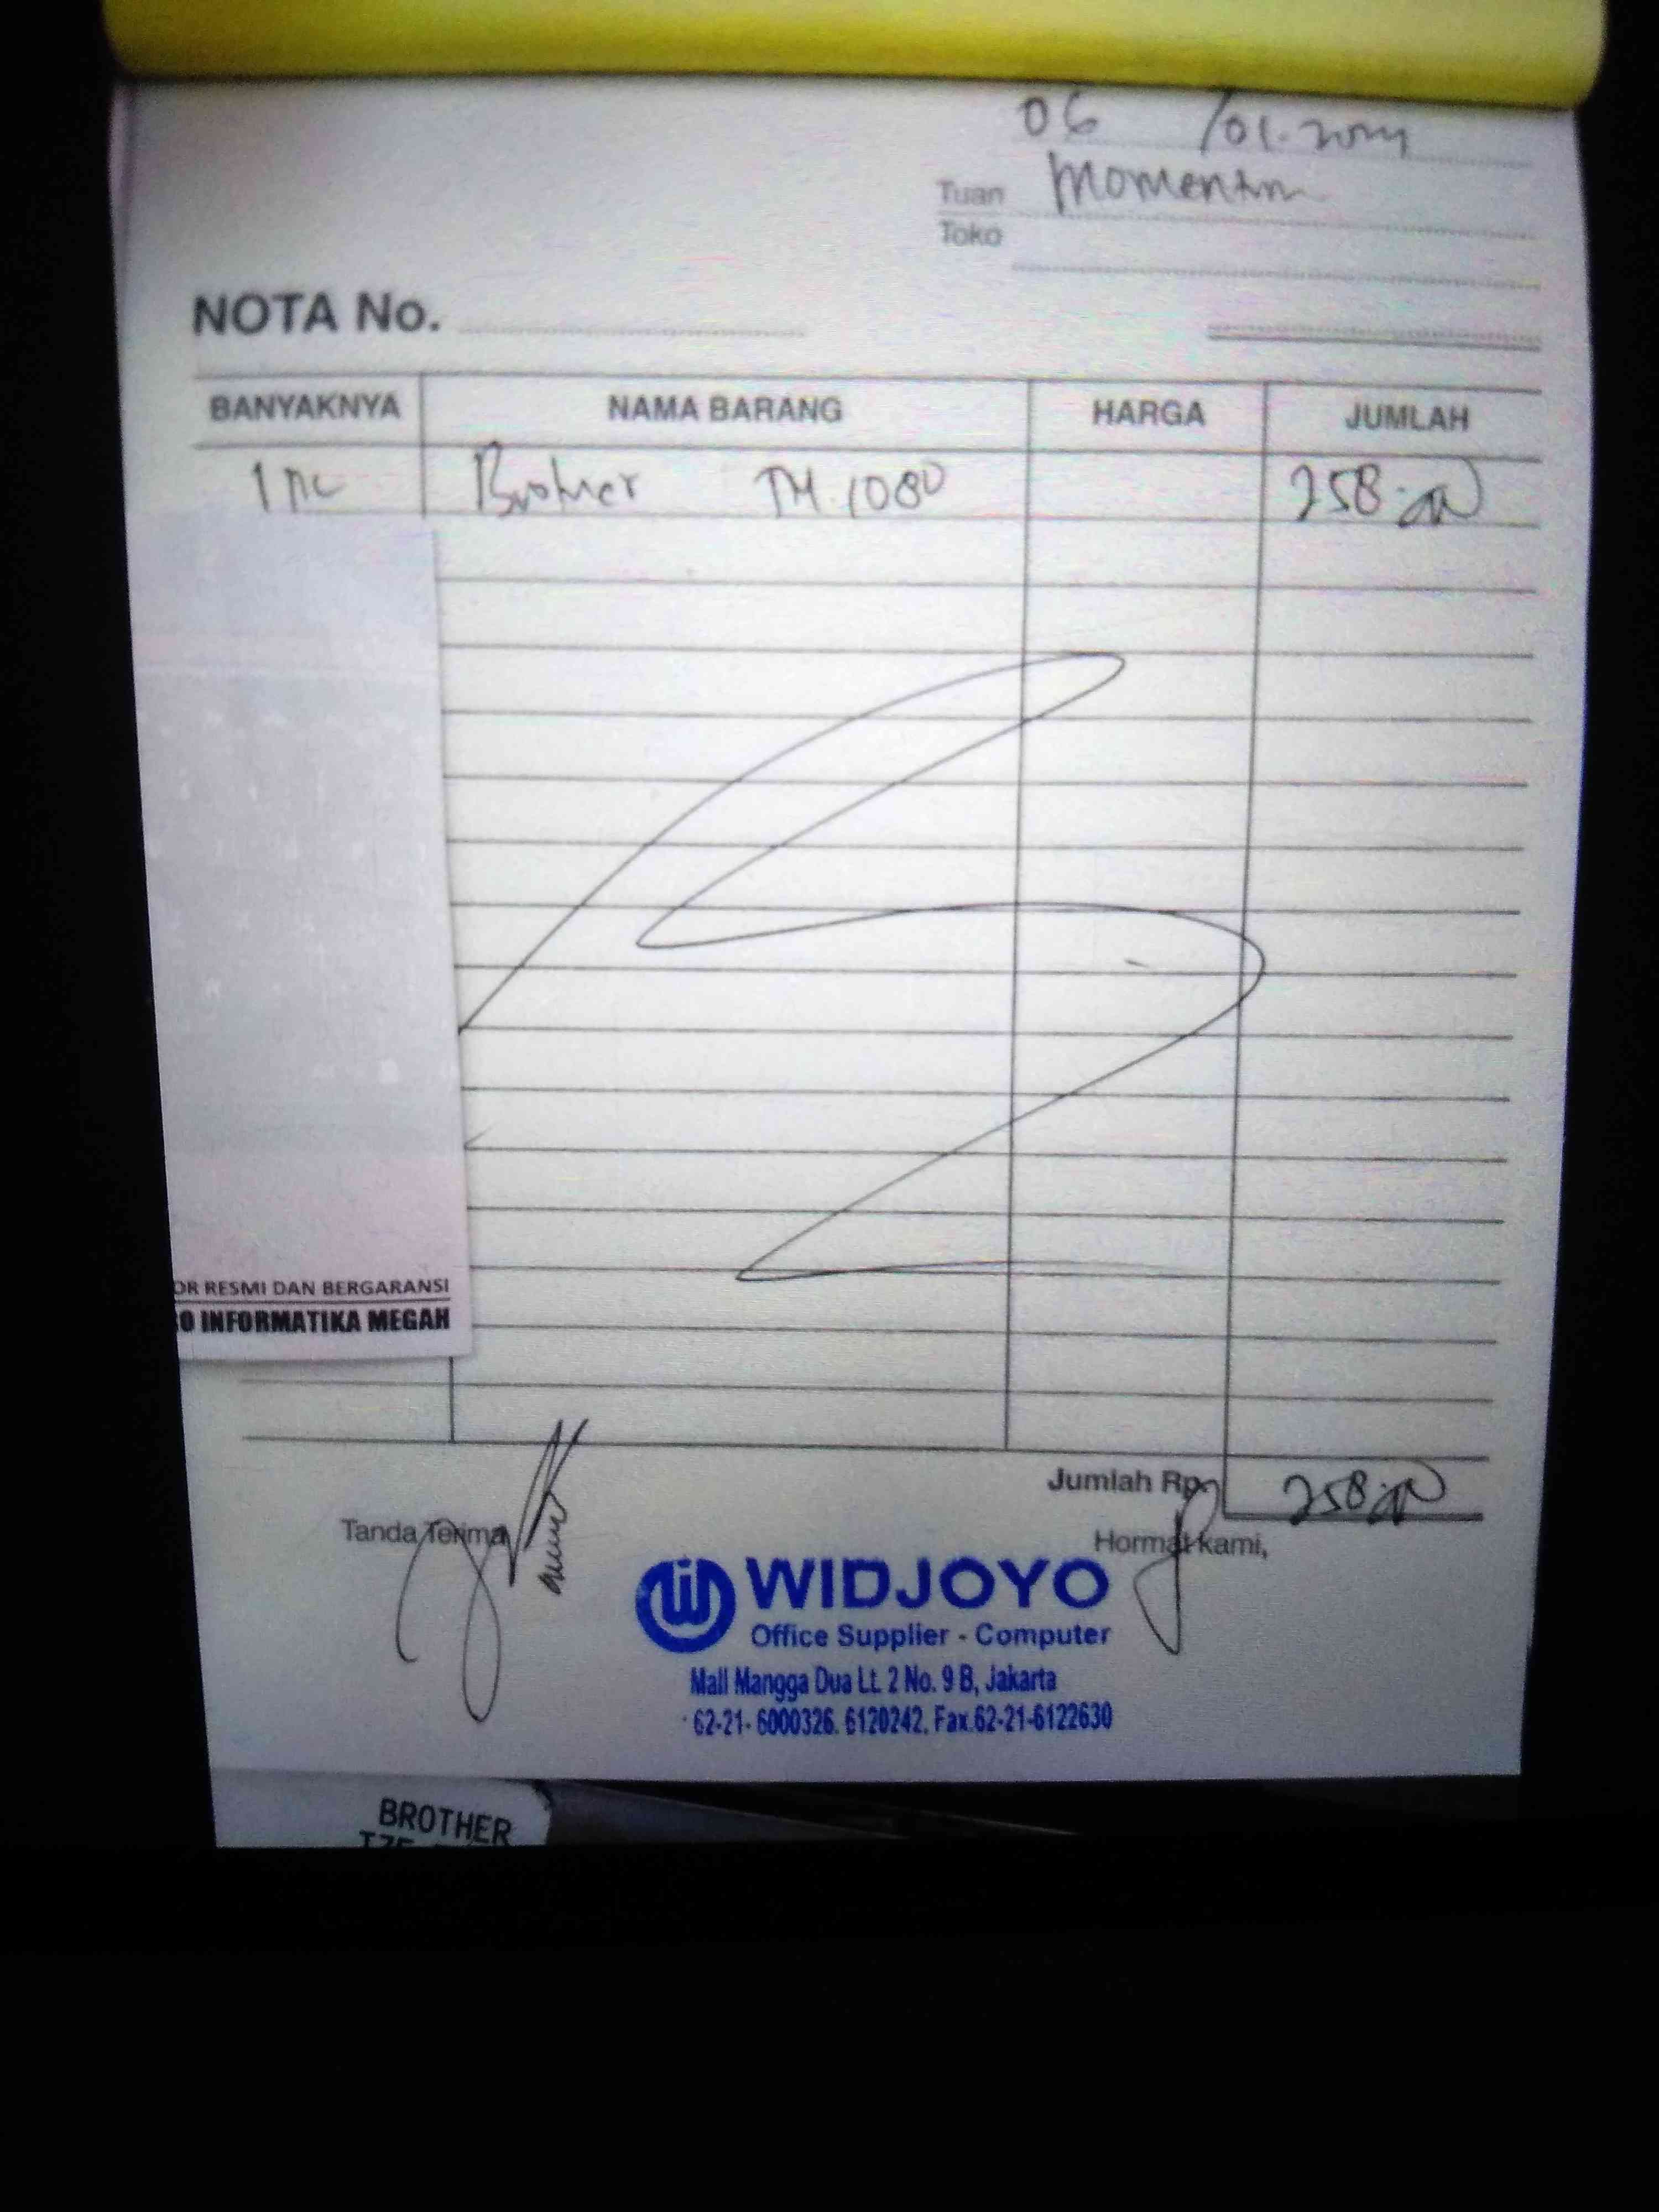 06 /01.2024
Tuan Momentum
Toko
NOTA No.
BANYAKNYA NAMA BARANG HARGA JUMLAH
1 pc Brother PT-H.1080 258.000
OR RESMI DAN BERGARANSI
O INFORMATIKA MEGAH
Jumlah Rp. 258.000
Tanda Terima Hormat kami,
WIDJOYO
Office Supplier - Computer
Mall Mangga Dua Lt. 2 No. 9 B, Jakarta
62-21- 6000326. 6120242. Fax.62-21-6122630
BROTHER